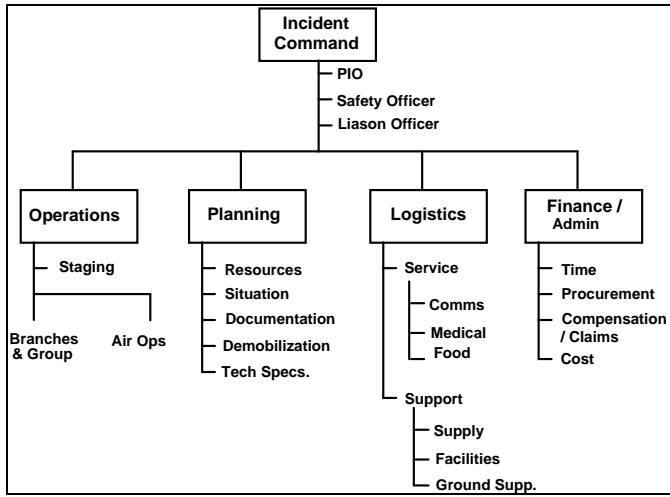 Incident
Command
PIO
Safety Officer
Liason Officer
Operations
Planning
Logistics
Finance /
Admin
Staging
Branches
& Group
Air Ops
Resources
Situation
Documentation
Demobilization
Tech Specs.
Service
Comms
Medical
Food
Support
Supply
Facilities
Ground Supp.
Time
Procurement
Compensation
/ Claims
Cost